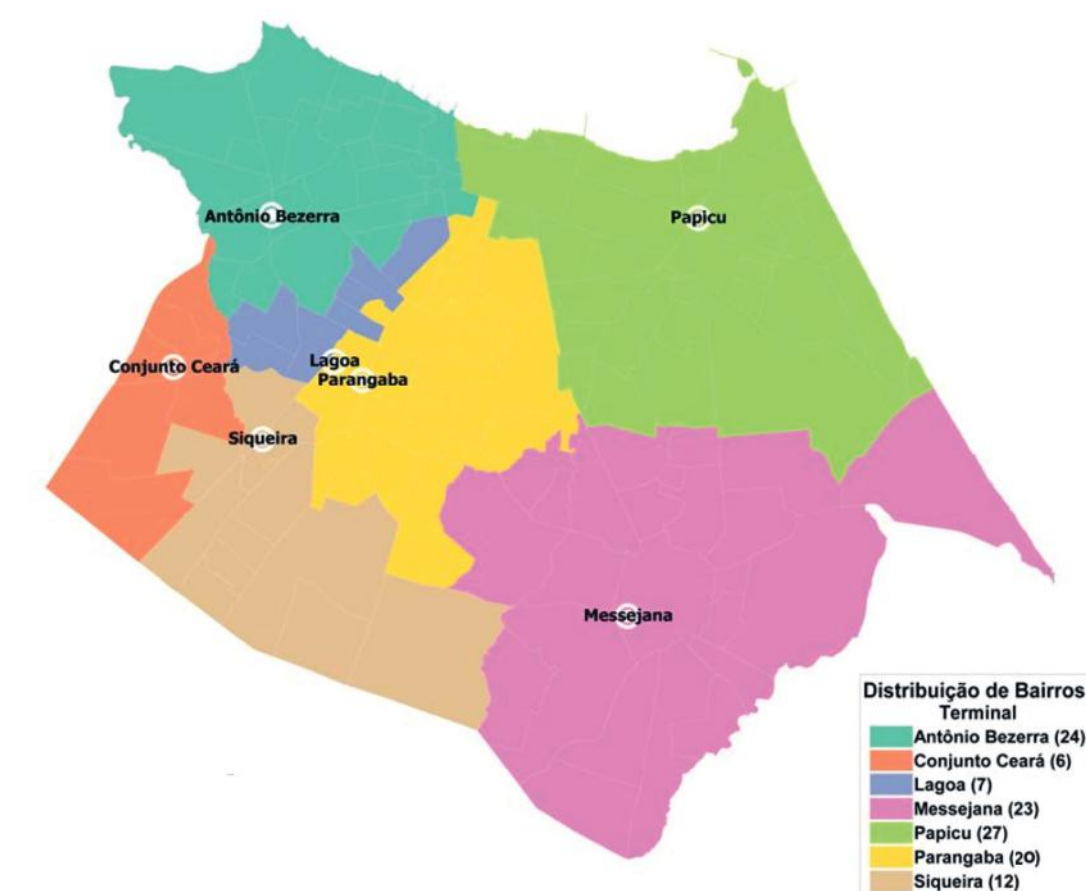 Antônio Bezerra
Papicu
Conjunto Ceará
Lagoa
Parangaba
Siqueira
Messejana
Distribuição de Bairros
Terminal
Antônio Bezerra (24)
Conjunto Ceará (6)
Lagoa (7)
Messejana (23)
Papicu (27)
Parangaba (20)
Siqueira (12)